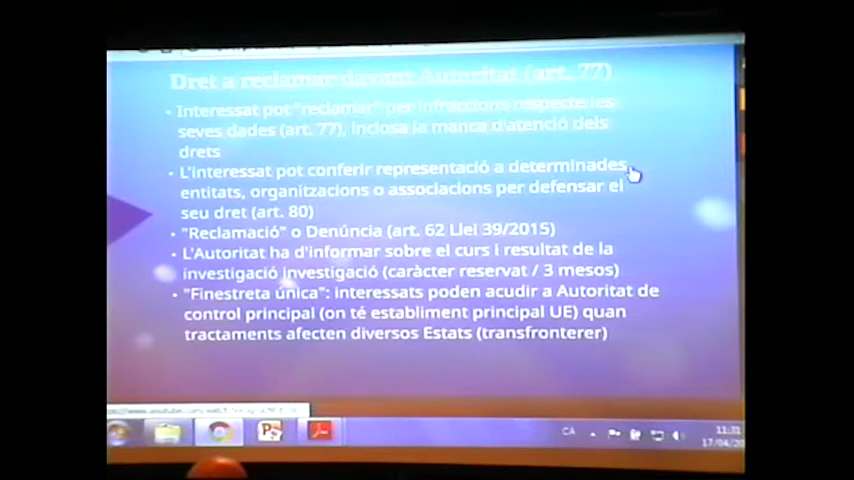 Dret a reclamar davant Autoritat (art. 77)
• Interessat pot "reclamar" per infraccions respecte les
seves dades (art. 77), inclosa la manca d'atenció dels
drets
• L'interessat pot conferir representació a determinades
entitats, organitzacions o associacions per defensar el
seu dret (art. 80)
• "Reclamació" o Denúncia (art. 62 Llei 39/2015)
• L'Autoritat ha d'informar sobre el curs i resultat de la
investigació investigació (caràcter reservat / 3 mesos)
• "Finestreta única": interessats poden acudir a Autoritat de
control principal (on té establiment principal UE) quan
tractaments afecten diversos Estats (transfronterer)
CA
11:31
17/04/20